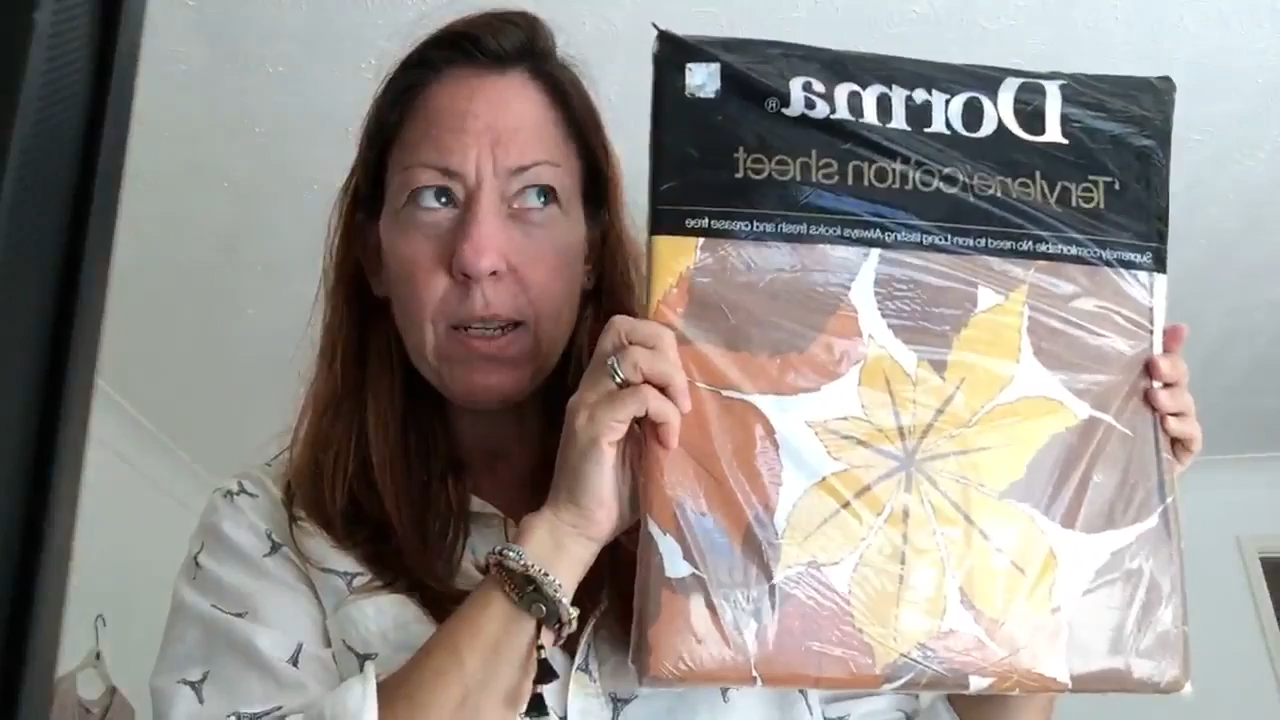 Dorma®
'Terylene/cotton sheet
Supremely comfortable·No need to iron·Long lasting·Always looks fresh and crease free